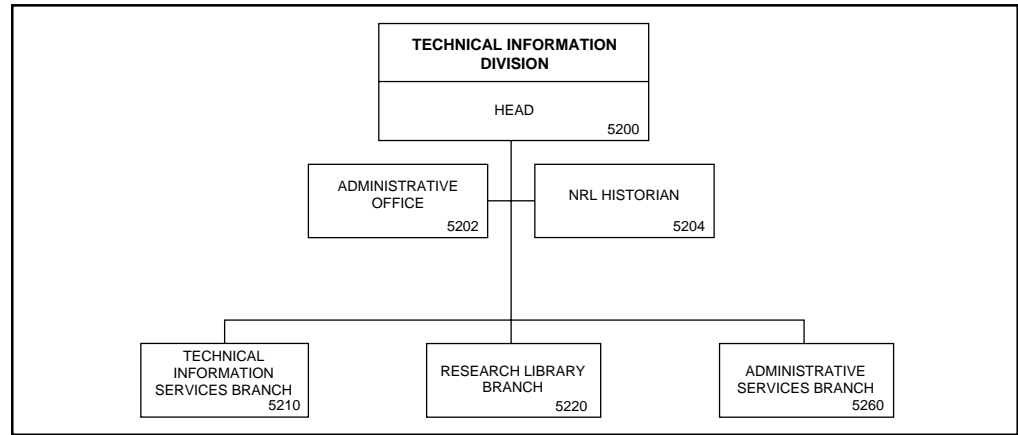 TECHNICAL INFORMATION
DIVISION
HEAD
5200
ADMINISTRATIVE
OFFICE
5202
NRL HISTORIAN
5204
TECHNICAL
INFORMATION
SERVICES BRANCH
5210
RESEARCH LIBRARY
BRANCH
5220
ADMINISTRATIVE
SERVICES BRANCH
5260